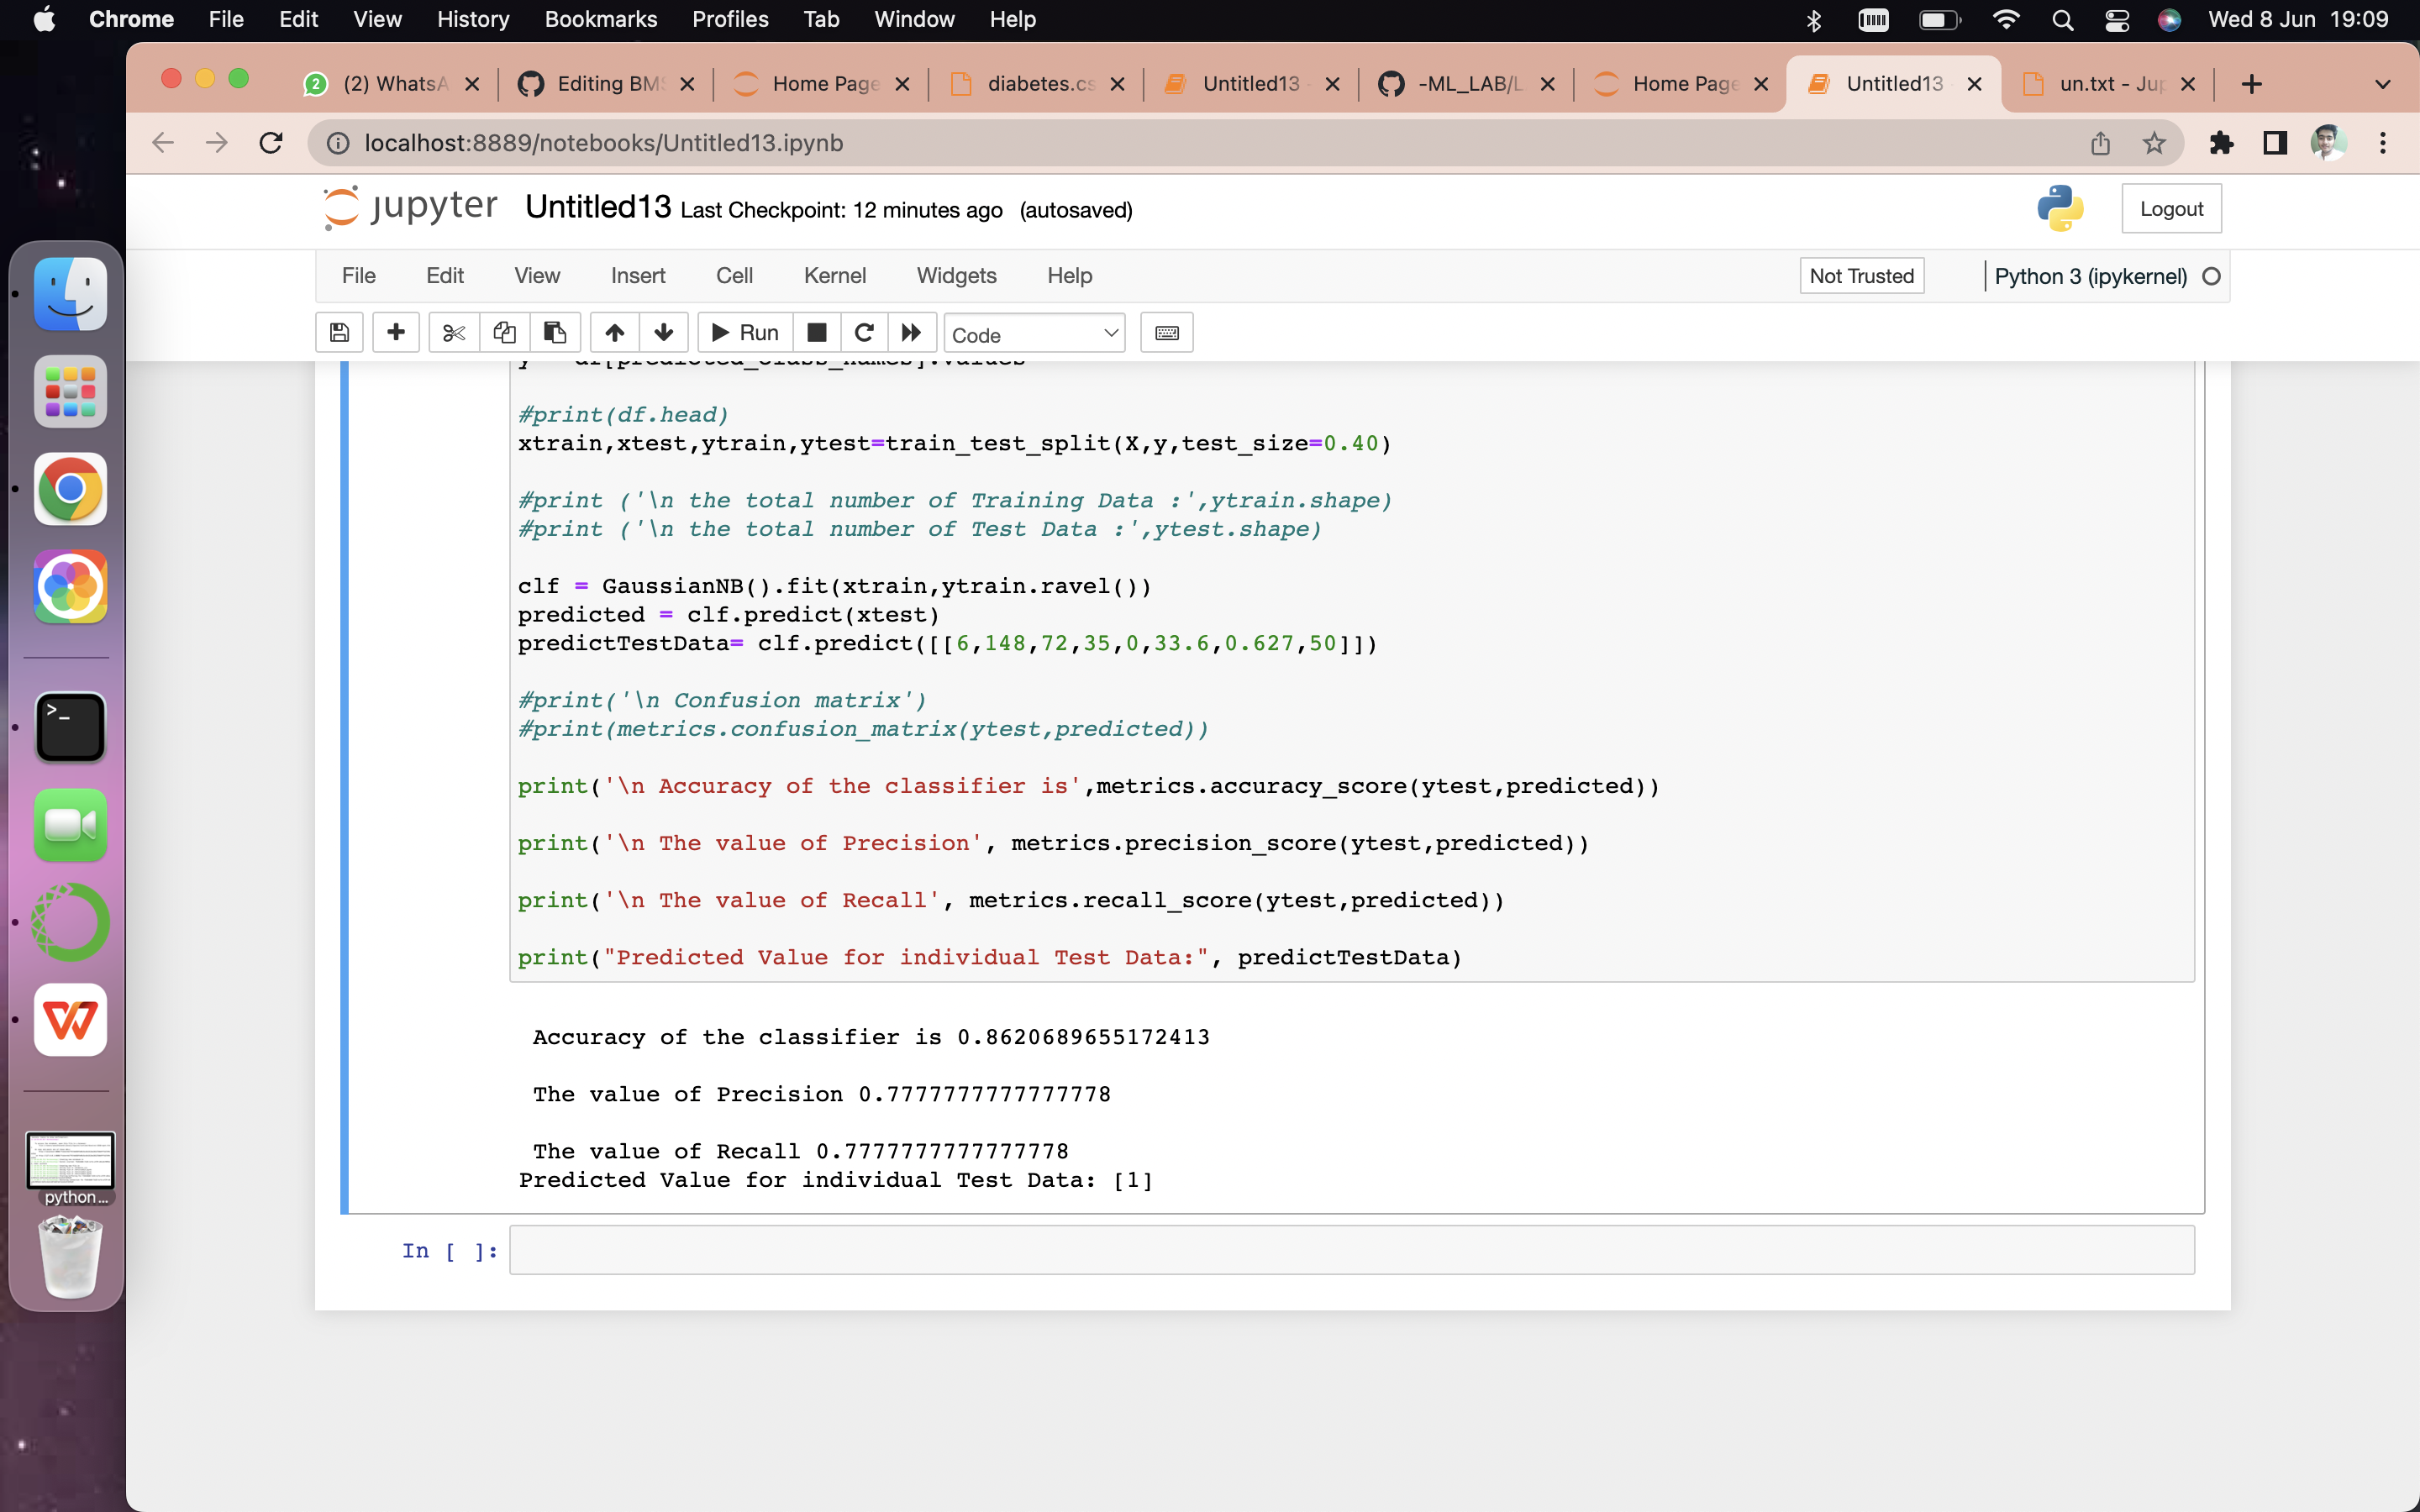 Chrome File Edit View History Bookmarks Profiles Tab Window Help Wed 8 Jun 19:09
2 (2) WhatsA Editing BMS Home Page diabetes.cs Untitled13 - -ML_LAB/L Home Page Untitled13 un.txt - Jup
localhost:8889/notebooks/Untitled13.ipynb
jupyter Untitled13 Last Checkpoint: 12 minutes ago (autosaved) Logout
File Edit View Insert Cell Kernel Widgets Help Not Trusted Python 3 (ipykernel)
Run Code
y = df[predicted_class_names].values
#print(df.head)
xtrain,xtest,ytrain,ytest=train_test_split(X,y,test_size=0.40)
#print ('\n the total number of Training Data :',ytrain.shape)
#print ('\n the total number of Test Data :',ytest.shape)
clf = GaussianNB().fit(xtrain,ytrain.ravel())
predicted = clf.predict(xtest)
predictTestData= clf.predict([[6,148,72,35,0,33.6,0.627,50]])
#print('\n Confusion matrix')
#print(metrics.confusion_matrix(ytest,predicted))
print('\n Accuracy of the classifier is',metrics.accuracy_score(ytest,predicted))
print('\n The value of Precision', metrics.precision_score(ytest,predicted))
print('\n The value of Recall', metrics.recall_score(ytest,predicted))
print("Predicted Value for individual Test Data:", predictTestData)
Accuracy of the classifier is 0.8620689655172413
The value of Precision 0.7777777777777778
The value of Recall 0.7777777777777778
Predicted Value for individual Test Data: [1]
In [ ]:
python...